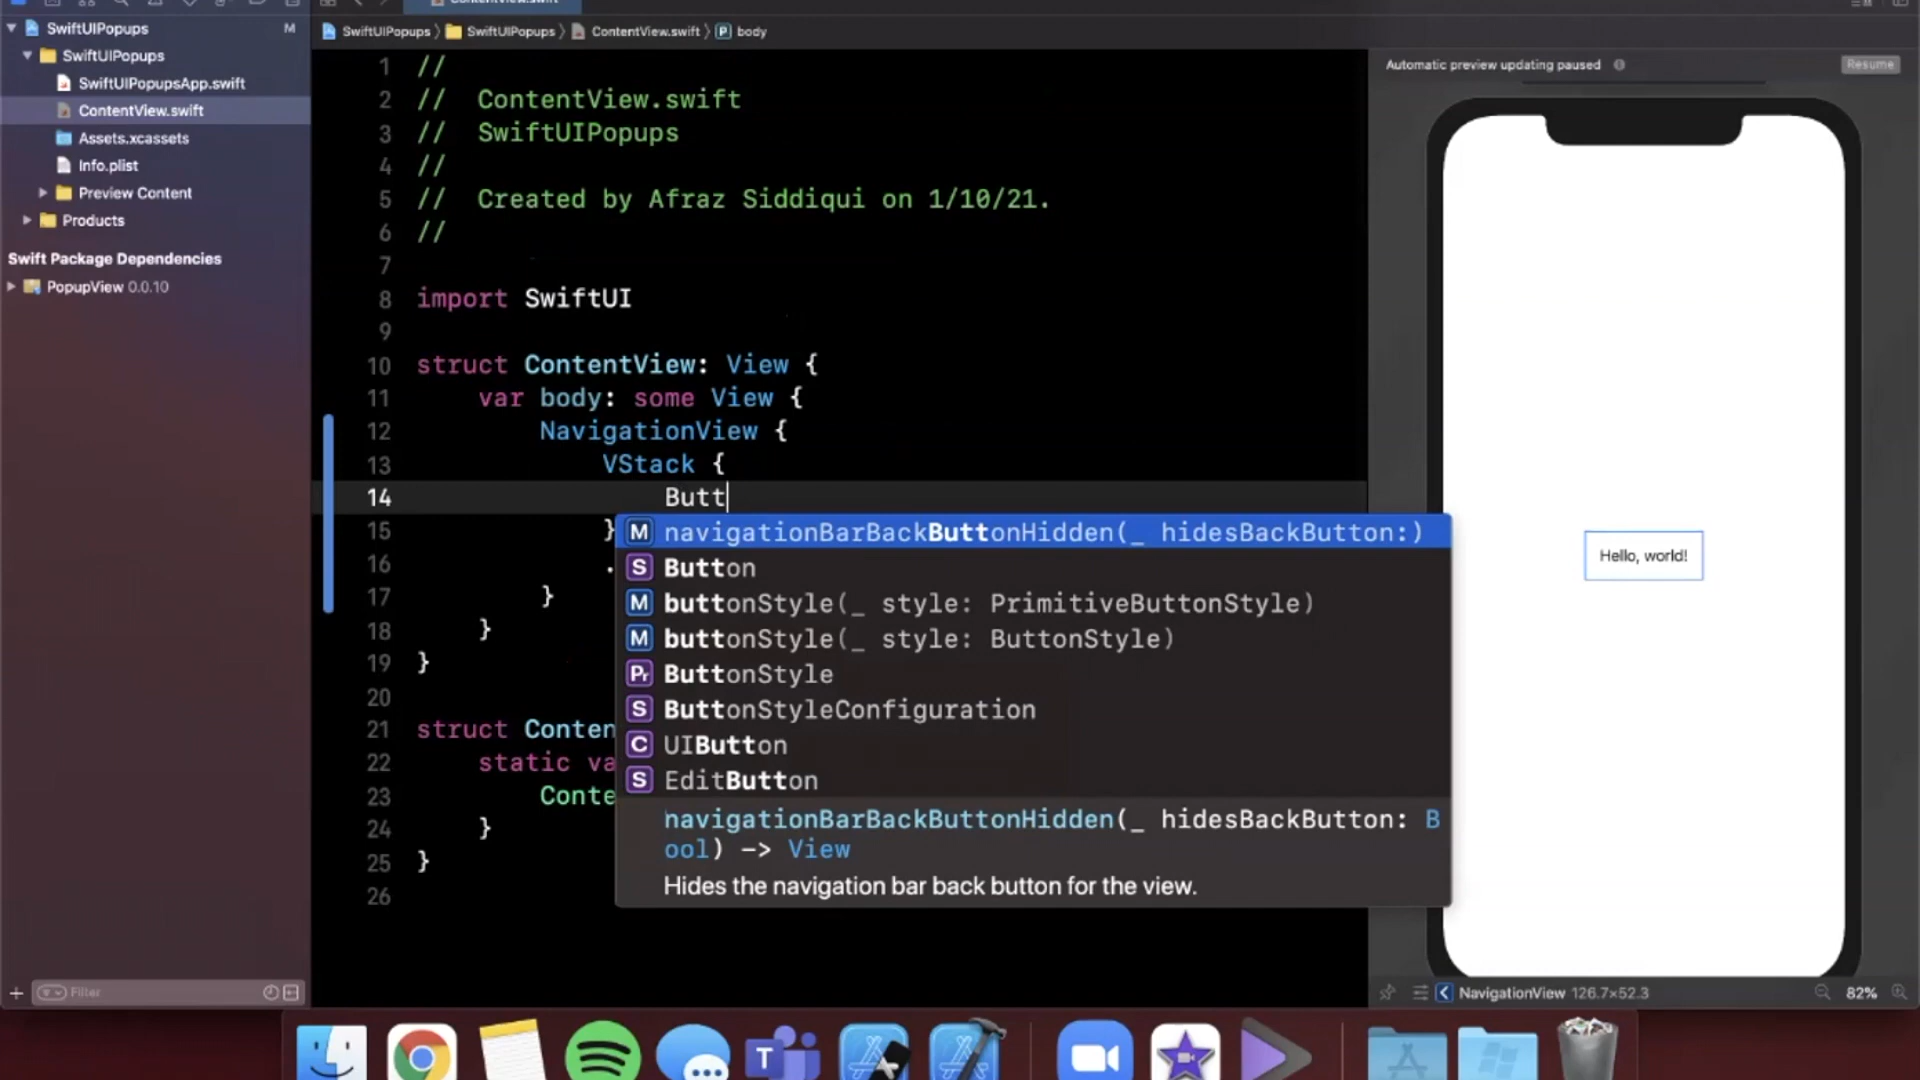 SwiftUIPopups M
SwiftUIPopups
SwiftUIPopupsApp.swift
ContentView.swift
Assets.xcassets
Info.plist
Preview Content
Products
Swift Package Dependencies
PopupView 0.0.10
Filter
SwiftUIPopups SwiftUIPopups ContentView.swift P body
1 //
2 // ContentView.swift
3 // SwiftUIPopups
4 //
5 // Created by Afraz Siddiqui on 1/10/21.
6 //
7
8 import SwiftUI
9
10 struct ContentView: View {
11 var body: some View {
12 NavigationView {
13 VStack {
14 Butt
15 }
16 .
17 }
18 }
19 }
20
21 struct Conten
22 static va
23 Conte
24 }
25 }
26
M navigationBarBackButtonHidden(_ hidesBackButton:)
S Button
M buttonStyle(_ style: PrimitiveButtonStyle)
M buttonStyle(_ style: ButtonStyle)
Pr ButtonStyle
S ButtonStyleConfiguration
C UIButton
S EditButton
navigationBarBackButtonHidden(_ hidesBackButton: B
ool) -> View
Hides the navigation bar back button for the view.
Automatic preview updating paused Resume
Hello, world!
NavigationView 126.7×52.3 82%
T